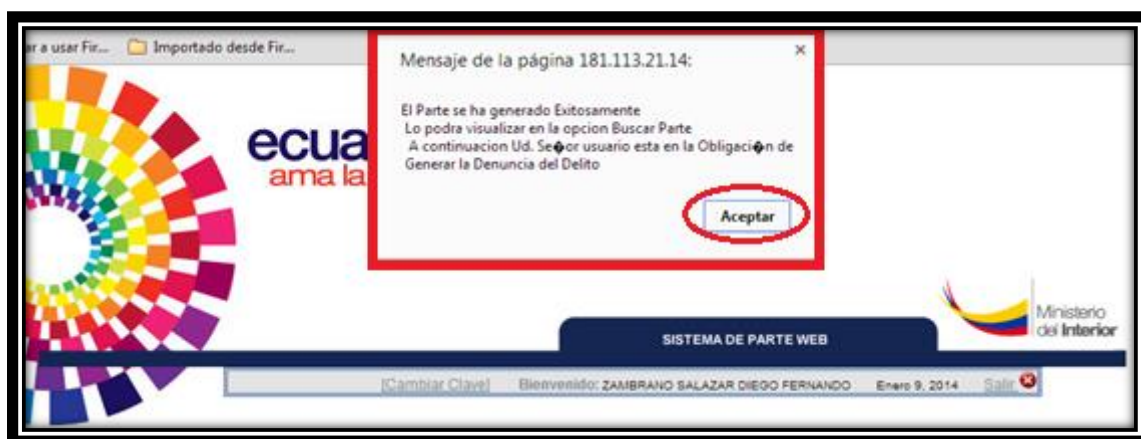 ar a usar Fir... Importado desde Fir...
Mensaje de la página 181.113.21.14:
El Parte se ha generado Exitosamente
Lo podra visualizar en la opcion Buscar Parte
A continuacion Ud. Se�or usuario esta en la Obligaci�n de
Generar la Denuncia del Delito
Aceptar
ecua
ama la
Ministerio
del Interior
SISTEMA DE PARTE WEB
[Cambiar Clave] Bienvenido: ZAMBRANO SALAZAR DIEGO FERNANDO Enero 9, 2014 Salir